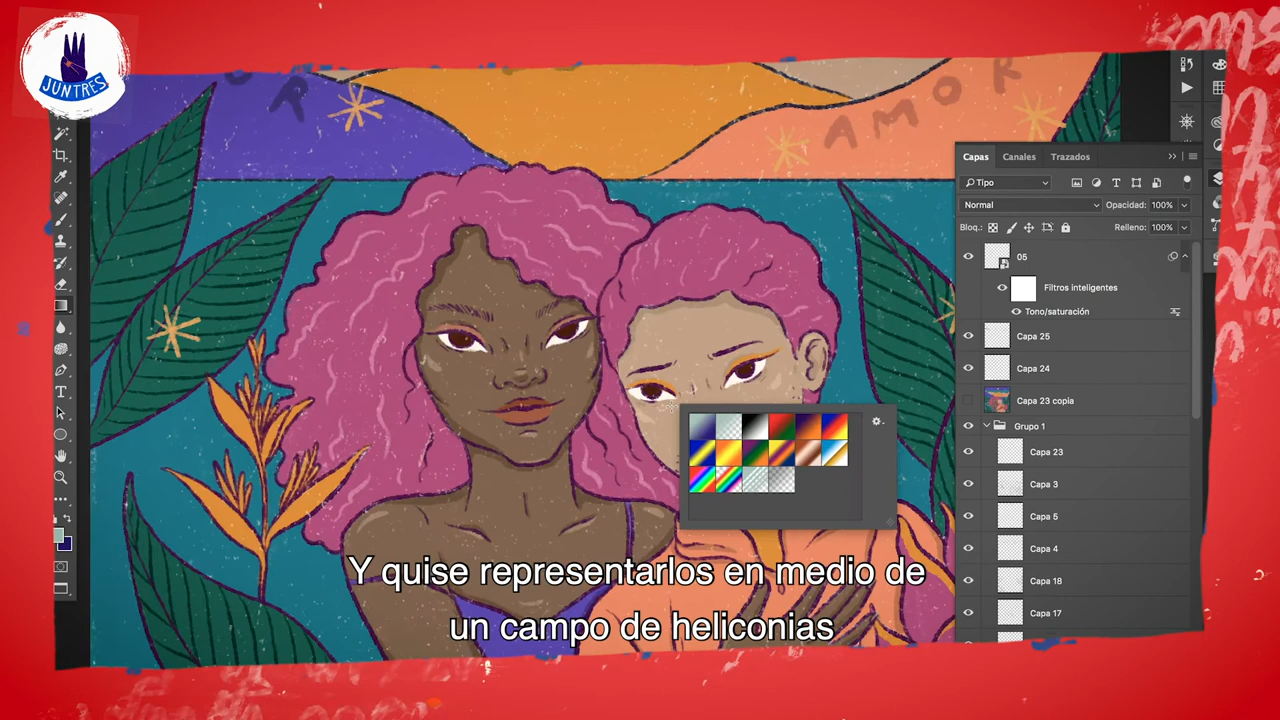 JUNTRES
AMOR
Capas Canales Trazados
Tipo
Normal Opacidad: 100%
Bloq.: Relleno: 100%
05
Filtros inteligentes
Tono/saturación
Capa 25
Capa 24
Capa 23 copia
Grupo 1
Capa 23
Capa 3
Capa 5
Capa 4
Capa 18
Capa 17
Y quise representarlos en medio de
un campo de heliconias